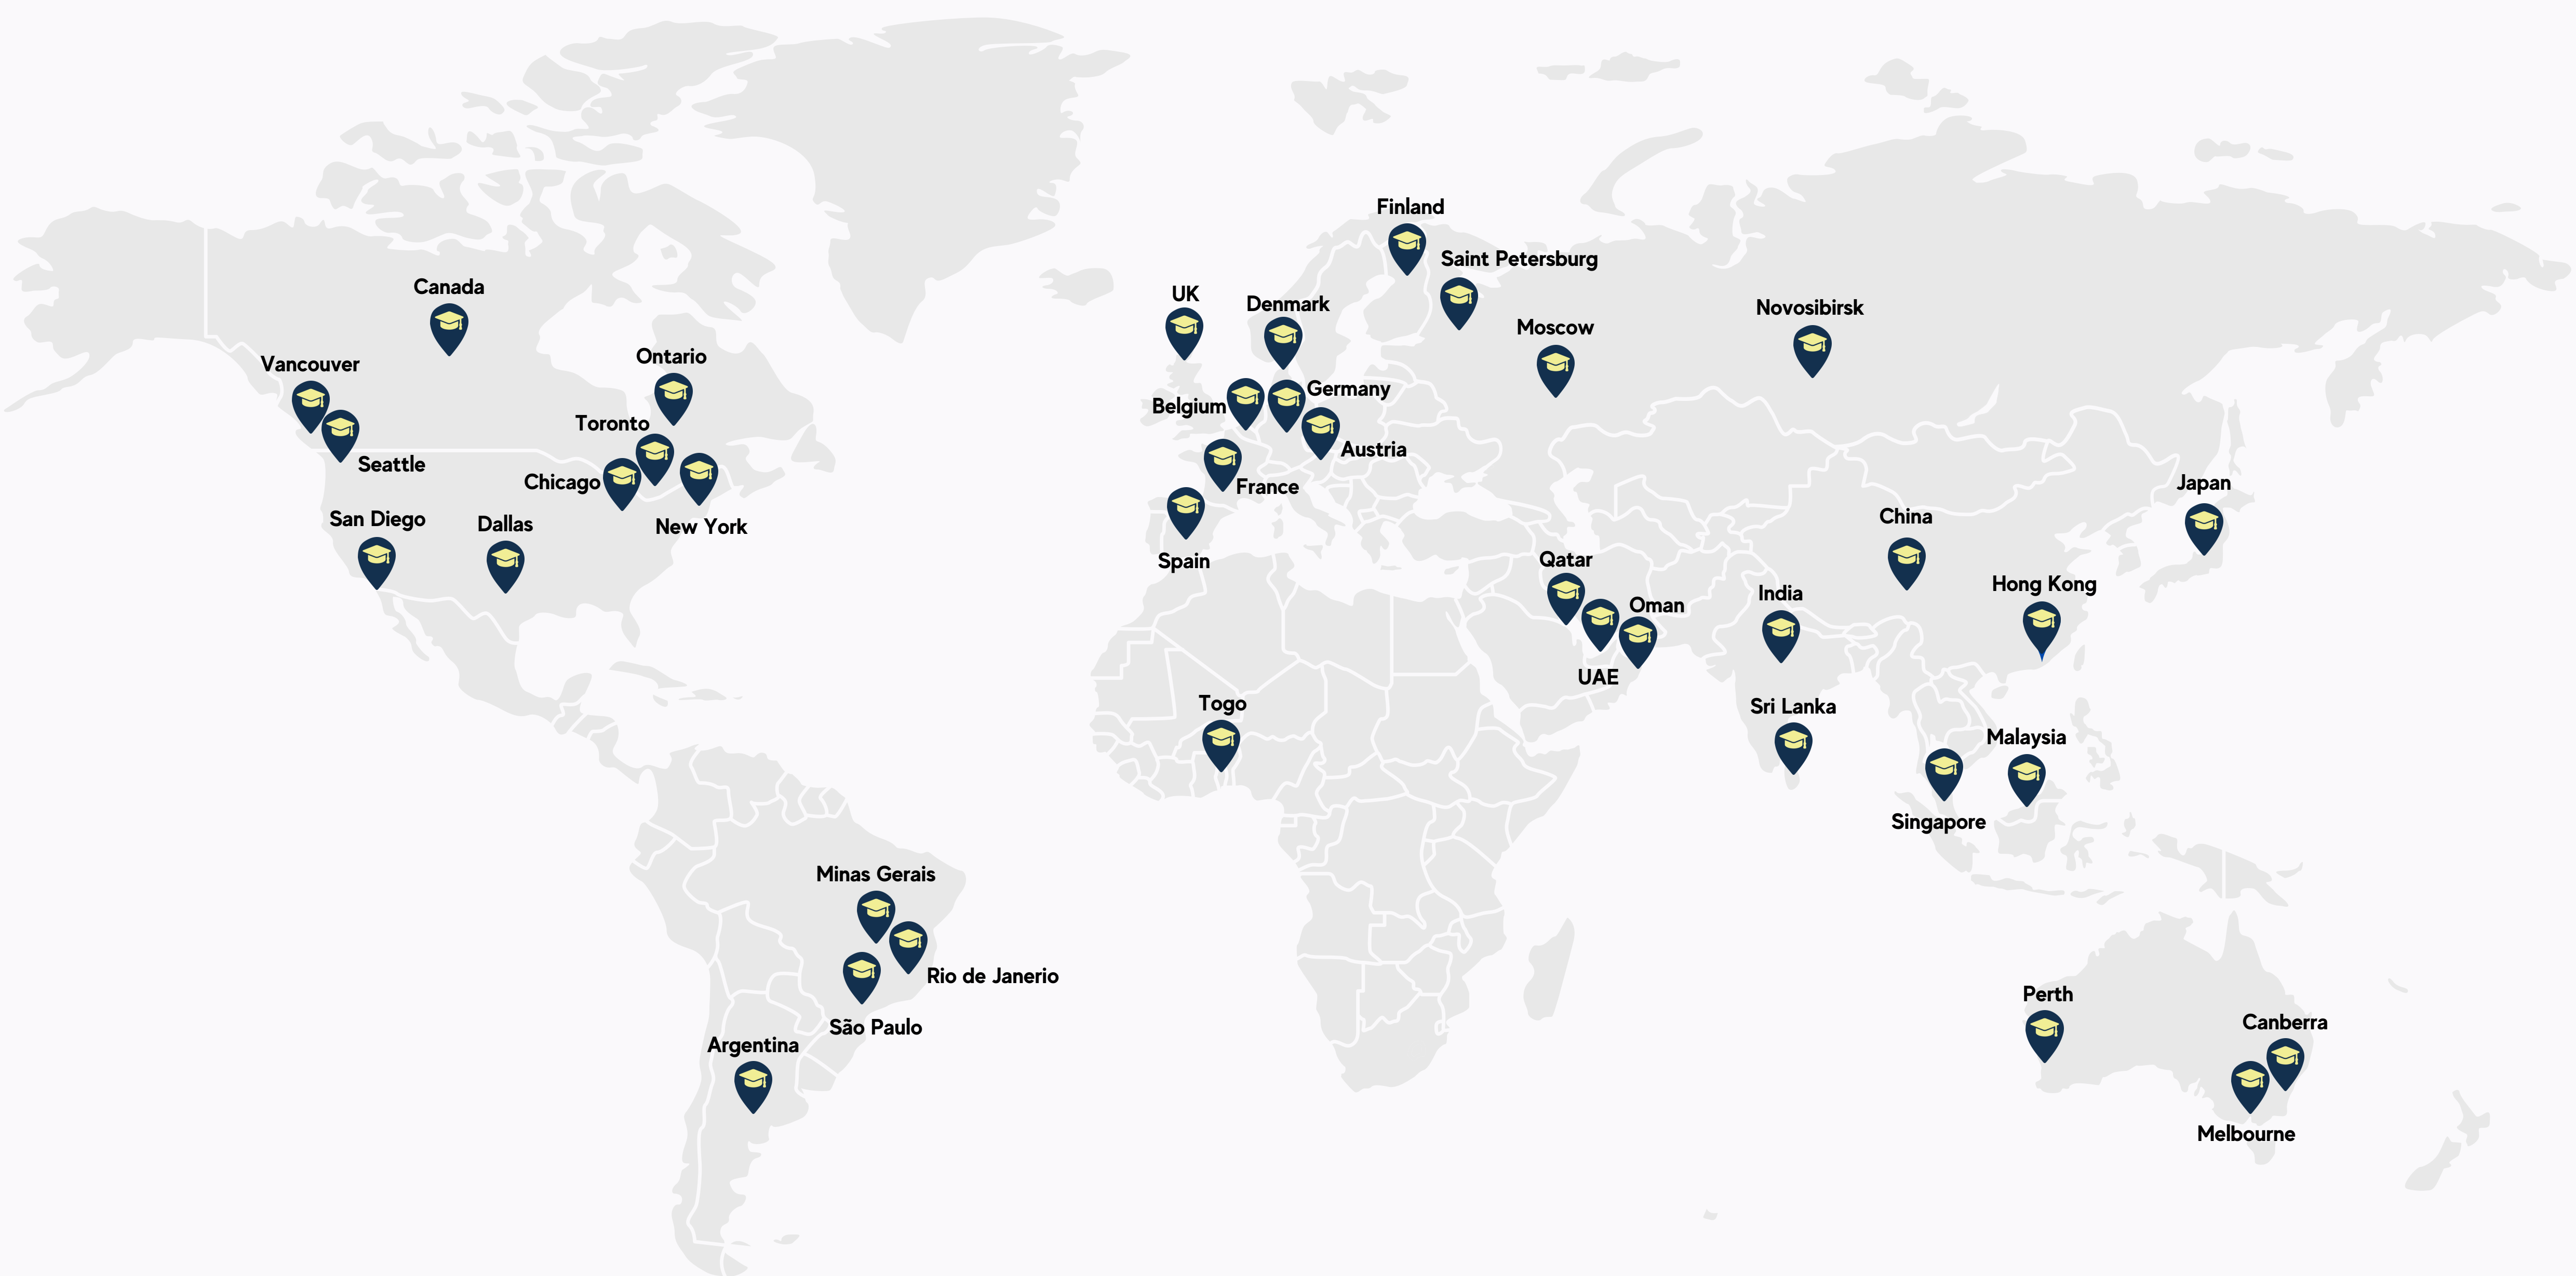 Finland
Saint Petersburg
Canada
UK
Denmark
Novosibirsk
Moscow
Vancouver
Ontario
Germany
Belgium
Toronto
Austria
Seattle
Chicago
France
Japan
San Diego
Dallas
New York
China
Spain
Qatar
Hong Kong
India
Oman
UAE
Togo
Sri Lanka
Malaysia
Singapore
Minas Gerais
Rio de Janerio
Perth
São Paulo
Canberra
Argentina
Melbourne